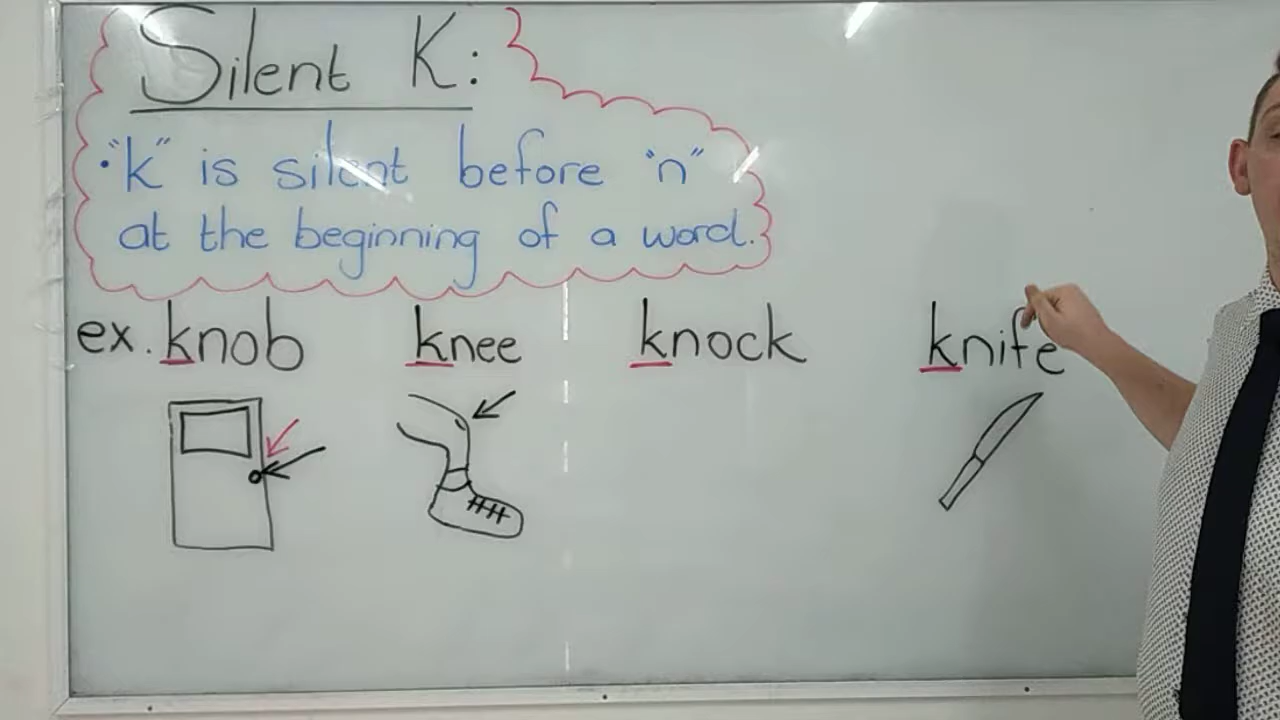 Silent K:
• "k" is silent before "n"
at the beginning of a word.
ex. knob knee knock knife